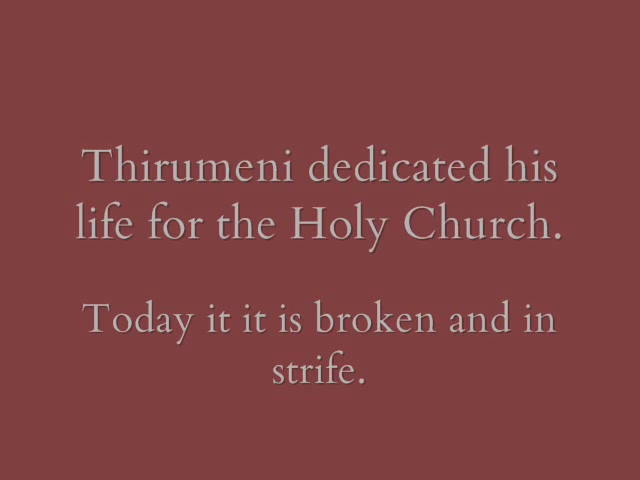 Thirumeni dedicated his
life for the Holy Church.
Today it it is broken and in
strife.